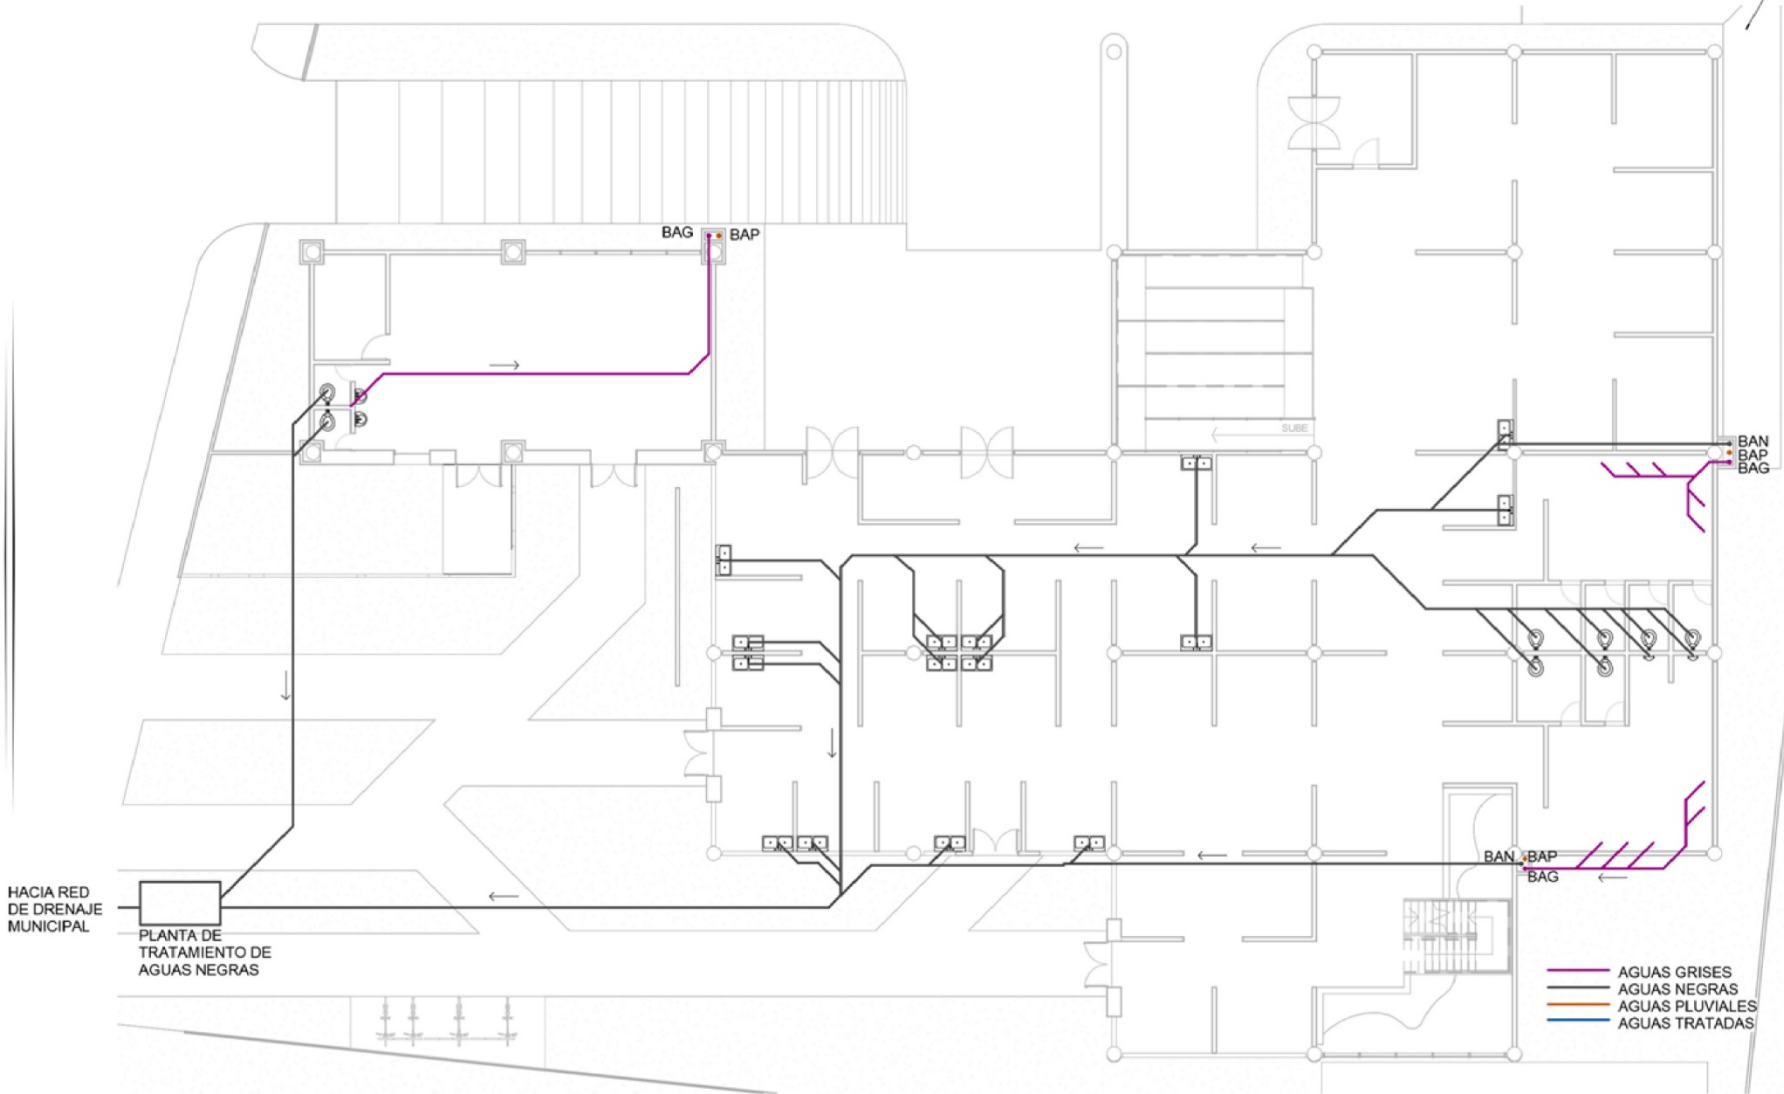 BAG BAP
SUBE
BAN
BAP
BAG
BAN BAP
BAG
HACIA RED
DE DRENAJE
MUNICIPAL
PLANTA DE
TRATAMIENTO DE
AGUAS NEGRAS
AGUAS GRISES
AGUAS NEGRAS
AGUAS PLUVIALES
AGUAS TRATADAS